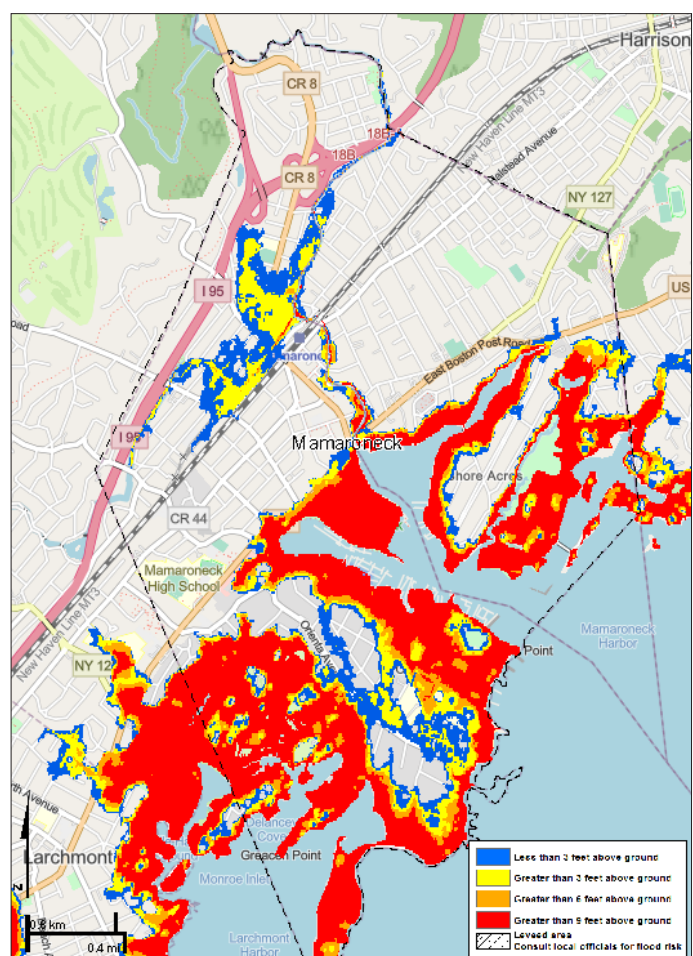 Harrison
CR 8
18B
New Haven Line MT3
18B
Halstead Avenue
CR 8
NY 127
I 95
US
East Boston Post Road
I 95
Mamaroneck
Shore Acres
CR 44
Mamaroneck
High School
Orienta Ave
Mamaroneck
Harbor
Point
New Haven Line MT3
NY 12
Larchmont
Delancey
Cove
Greacen Point
Monroe Inlet
Larchmont
Harbor
N
0.8 km
0.4 mi
Less than 3 feet above ground
Greater than 3 feet above ground
Greater than 6 feet above ground
Greater than 9 feet above ground
Leveed area
Consult local officials for flood risk